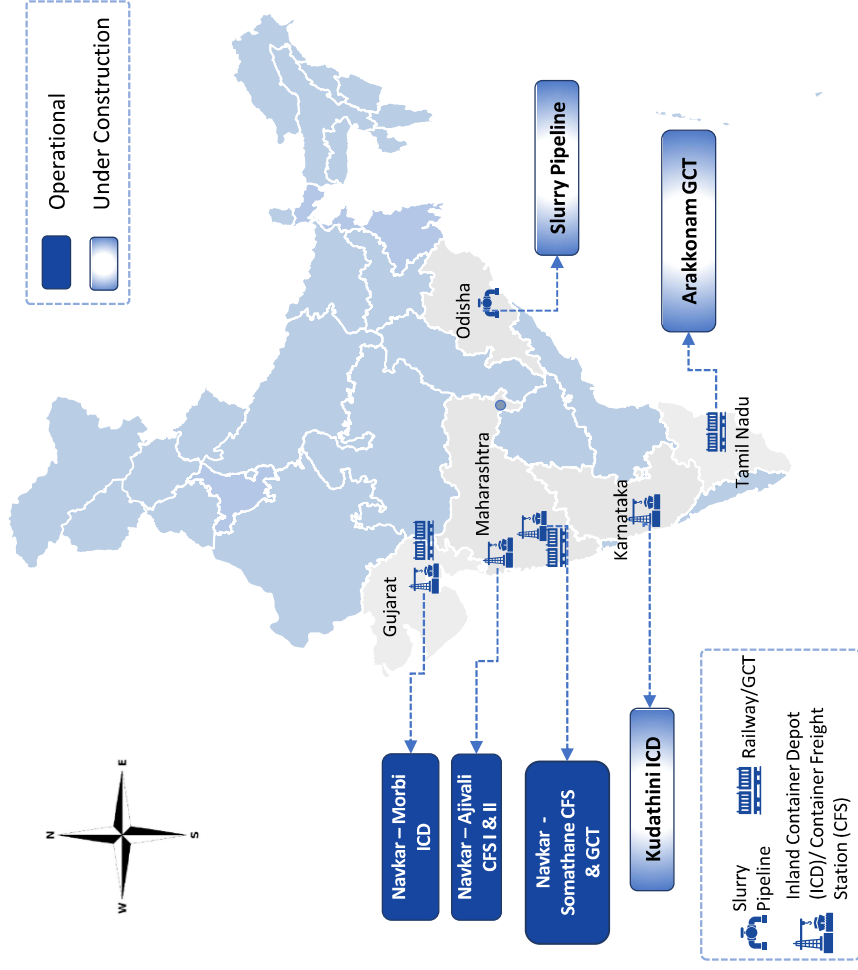 N
W
E
S
Operational
Under Construction
Gujarat
Maharashtra
Odisha
Karnataka
Tamil Nadu
Navkar – Morbi
ICD
Navkar – Ajivali
CFS I & II
Navkar -
Somathane CFS
& GCT
Kudathini ICD
Slurry Pipeline
Arakkonam GCT
Slurry
Pipeline
Railway/GCT
Inland Container Depot
(ICD)/ Container Freight
Station (CFS)